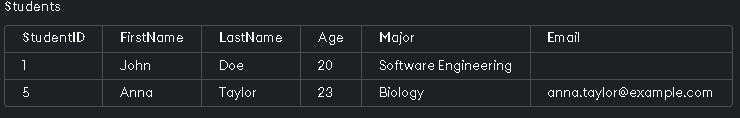 Students
StudentID FirstName LastName Age Major Email
1 John Doe 20 Software Engineering
5 Anna Taylor 23 Biology anna.taylor@example.com